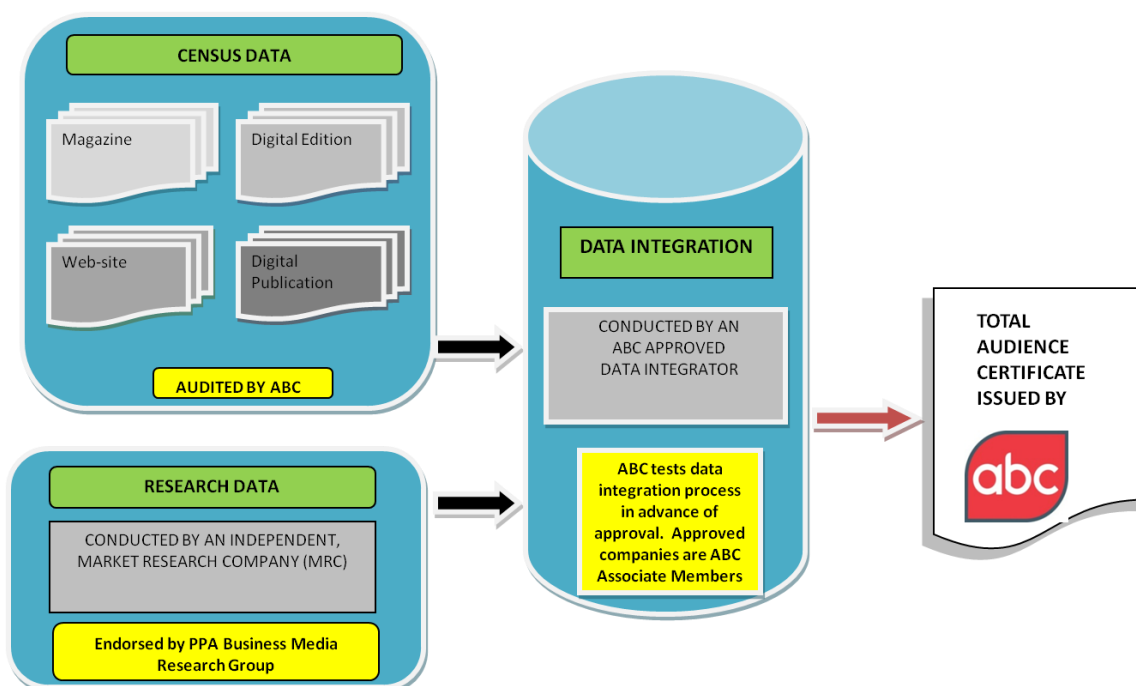 CENSUS DATA
Magazine
Digital Edition
Web-site
Digital
Publication
AUDITED BY ABC
RESEARCH DATA
CONDUCTED BY AN INDEPENDENT,
MARKET RESEARCH COMPANY (MRC)
Endorsed by PPA Business Media
Research Group
DATA INTEGRATION
CONDUCTED BY AN
ABC APPROVED
DATA INTEGRATOR
ABC tests data
integration process
in advance of
approval. Approved
companies are ABC
Associate Members
TOTAL
AUDIENCE
CERTIFICATE
ISSUED BY
abc